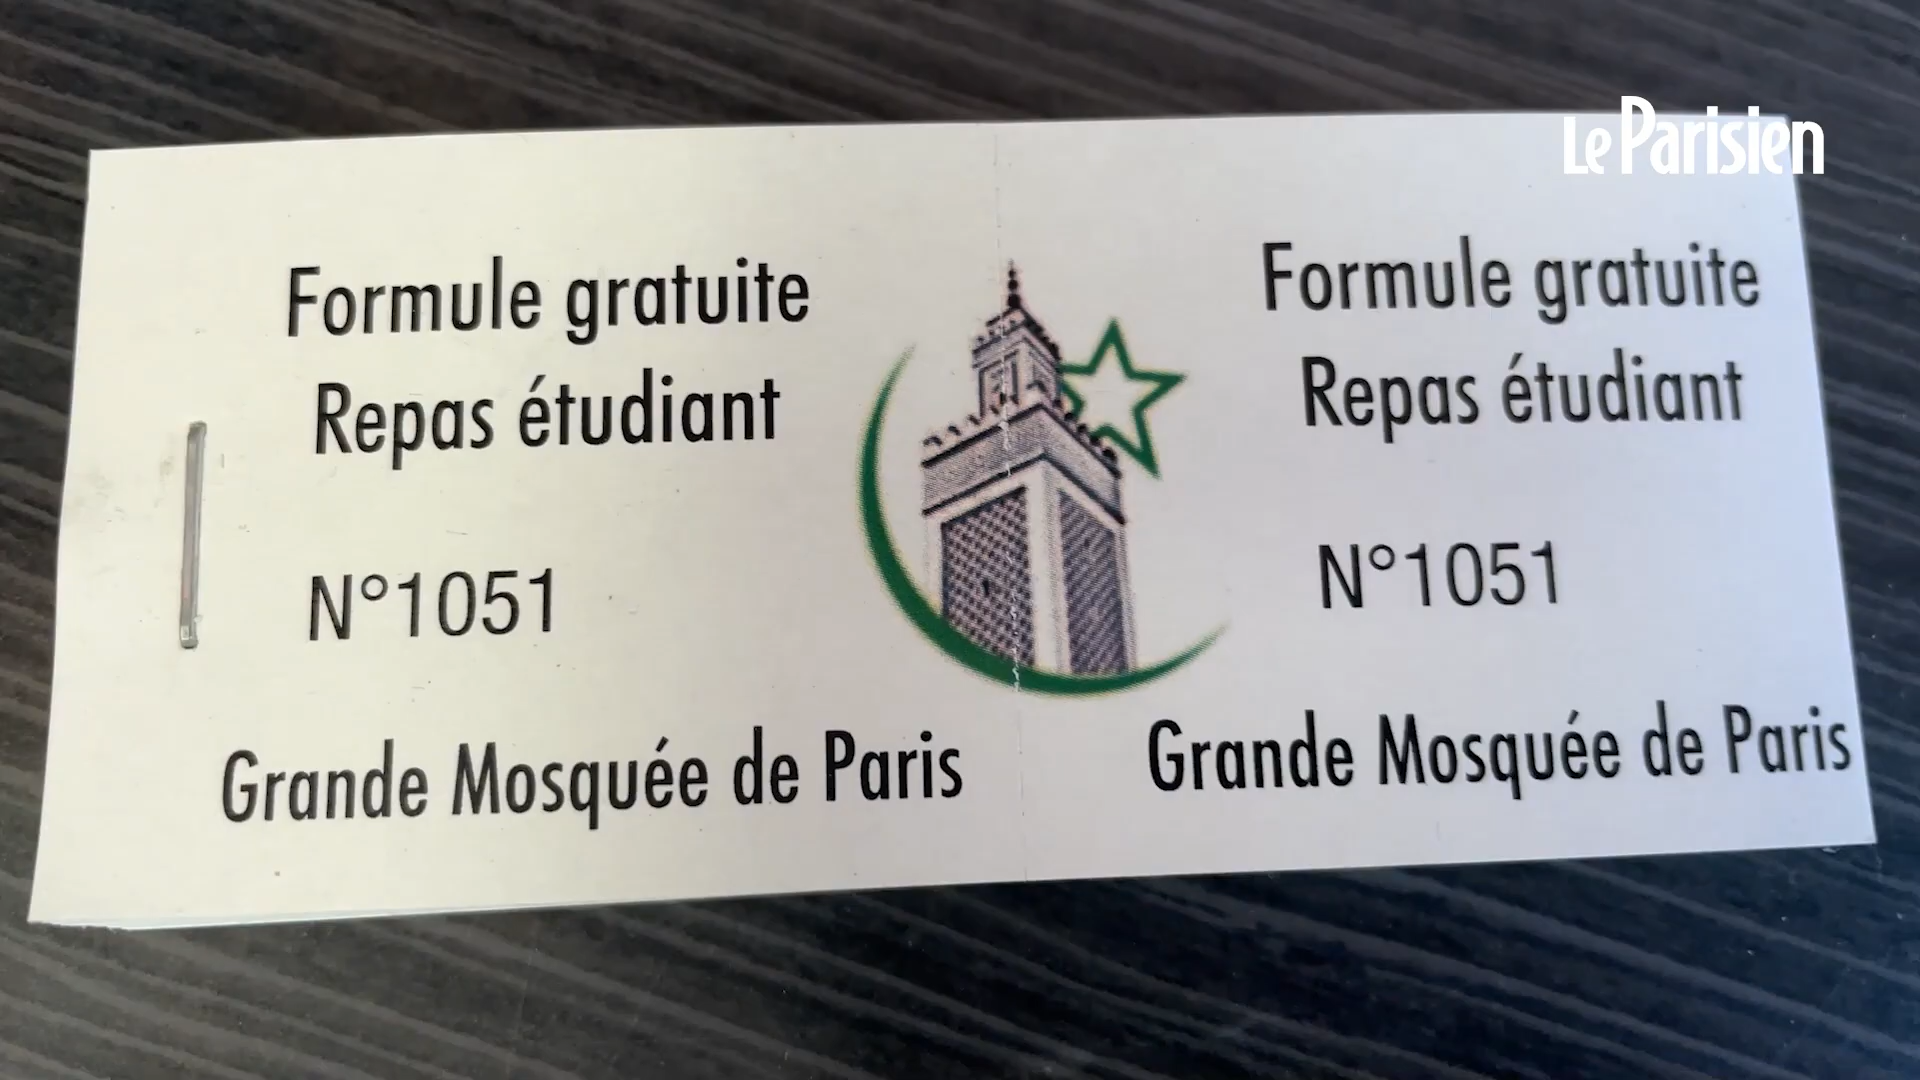 Le Parisien
Formule gratuite
Repas étudiant
N°1051
Grande Mosquée de Paris
Formule gratuite
Repas étudiant
N°1051
Grande Mosquée de Paris